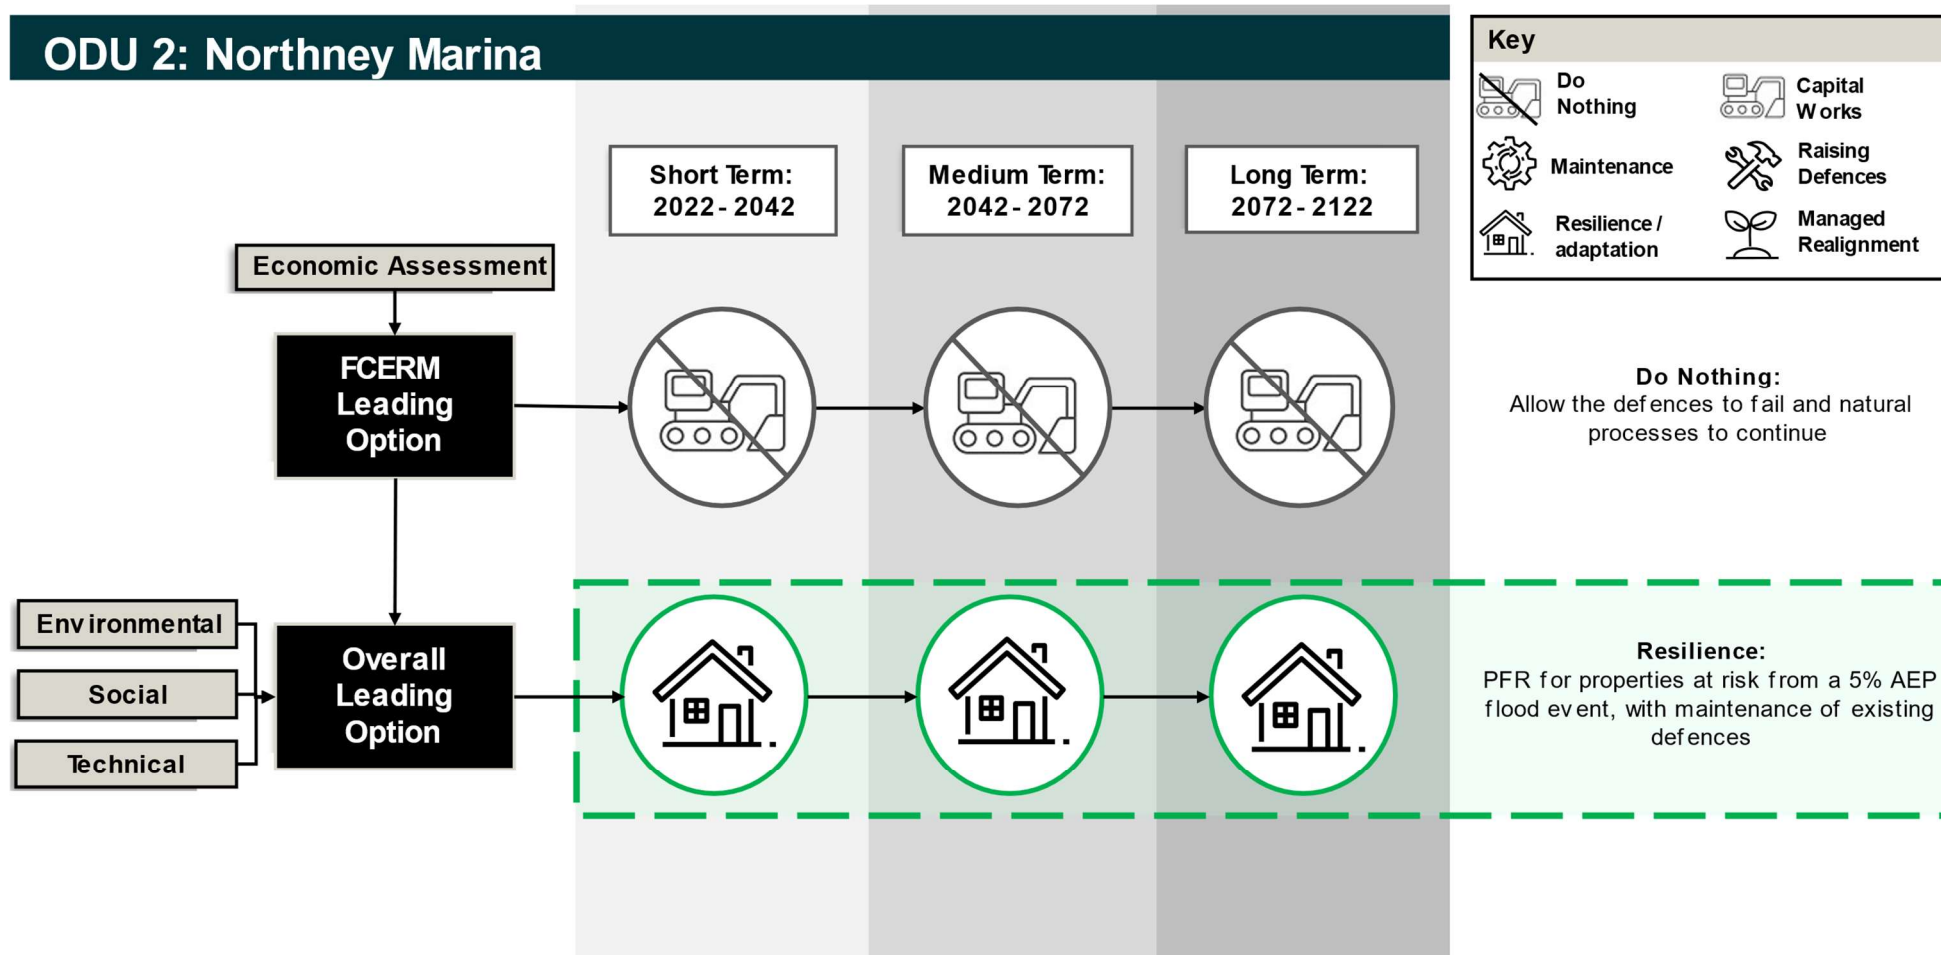 ODU 2: Northney Marina
Key
Do
Nothing
Capital
Works
Maintenance
Raising
Defences
Resilience /
adaptation
Managed
Realignment
Short Term:
2022 - 2042
Medium Term:
2042 - 2072
Long Term:
2072 - 2122
Economic Assessment
FCERM
Leading
Option
Do Nothing:
Allow the defences to fail and natural
processes to continue
Environmental
Social
Technical
Overall
Leading
Option
Resilience:
PFR for properties at risk from a 5% AEP
flood event, with maintenance of existing
defences